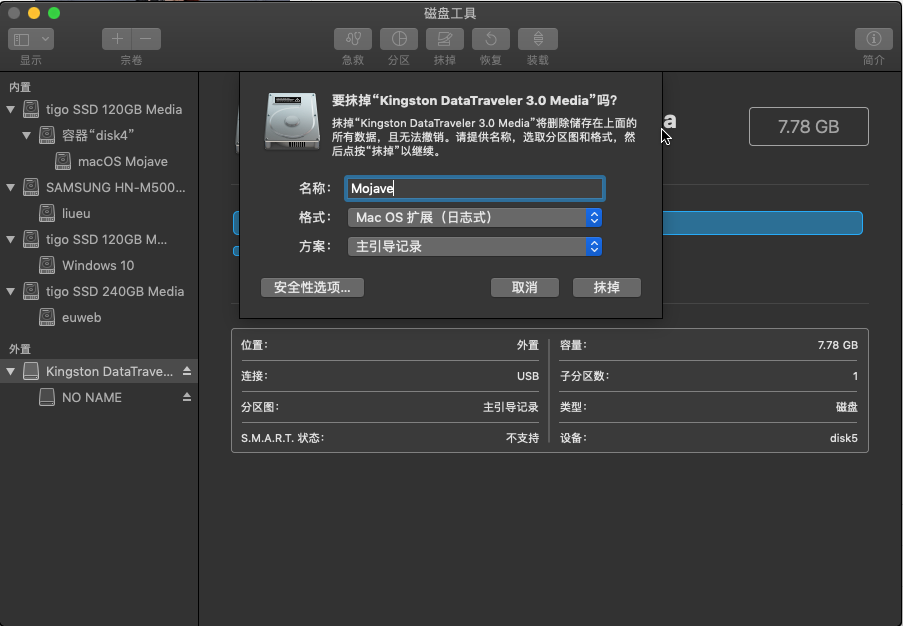 磁盘工具
显示
宗卷
急救
分区
抹掉
恢复
装载
简介
内置
tigo SSD 120GB Media
容器“disk4”
macOS Mojave
SAMSUNG HN-M500...
liueu
tigo SSD 120GB M...
Windows 10
tigo SSD 240GB Media
euweb
外置
Kingston DataTrave...
NO NAME
要抹掉“Kingston DataTraveler 3.0 Media”吗？
抹掉“Kingston DataTraveler 3.0 Media”将删除储存在上面的
所有数据，且无法撤销。请提供名称，选取分区图和格式，然
后点按“抹掉”以继续。
名称： Mojave
格式： Mac OS 扩展（日志式）
方案： 主引导记录
安全性选项...
取消
抹掉
a
7.78 GB
位置： 外置
容量： 7.78 GB
连接： USB
子分区数： 1
分区图： 主引导记录
类型： 磁盘
S.M.A.R.T. 状态： 不支持
设备： disk5